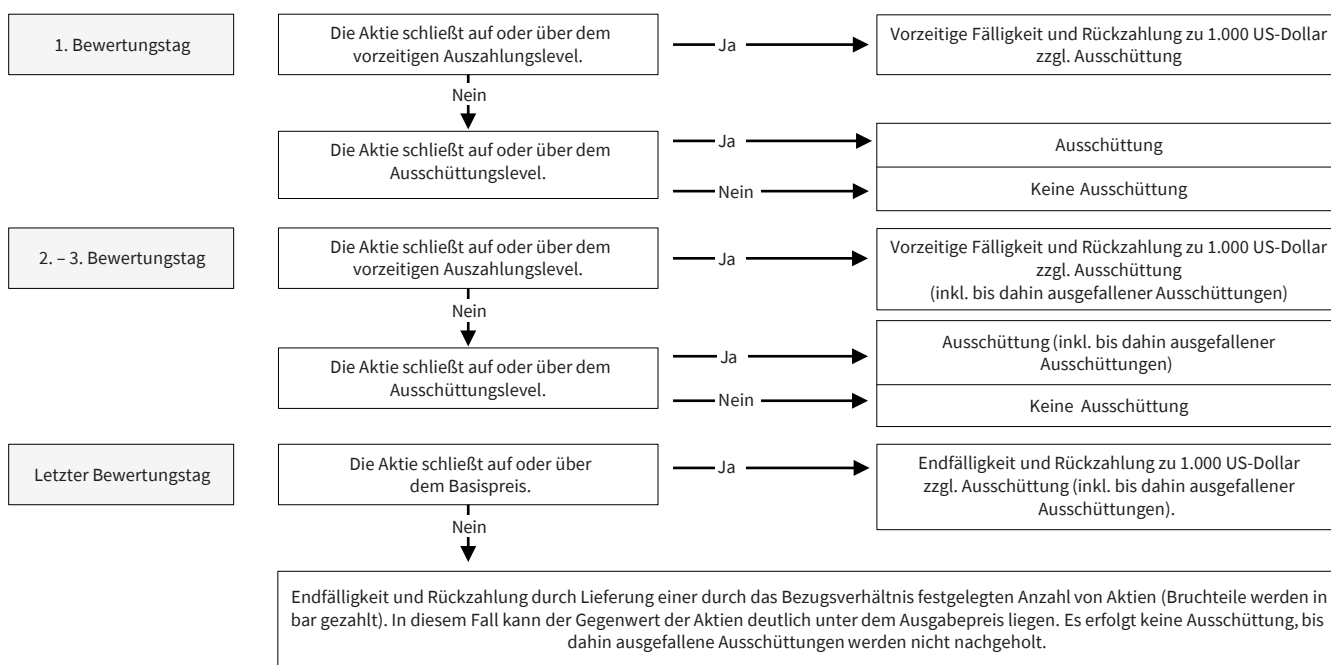 1. Bewertungstag
Die Aktie schließt auf oder über dem
vorzeitigen Auszahlungslevel.
Ja
Vorzeitige Fälligkeit und Rückzahlung zu 1.000 US-Dollar
zzgl. Ausschüttung
Nein
Die Aktie schließt auf oder über dem
Ausschüttungslevel.
Ja
Ausschüttung
Nein
Keine Ausschüttung
2. – 3. Bewertungstag
Die Aktie schließt auf oder über dem
vorzeitigen Auszahlungslevel.
Ja
Vorzeitige Fälligkeit und Rückzahlung zu 1.000 US-Dollar
zzgl. Ausschüttung
(inkl. bis dahin ausgefallener Ausschüttungen)
Nein
Die Aktie schließt auf oder über dem
Ausschüttungslevel.
Ja
Ausschüttung (inkl. bis dahin ausgefallener
Ausschüttungen)
Nein
Keine Ausschüttung
Letzter Bewertungstag
Die Aktie schließt auf oder über
dem Basispreis.
Ja
Endfälligkeit und Rückzahlung zu 1.000 US-Dollar
zzgl. Ausschüttung (inkl. bis dahin ausgefallener
Ausschüttungen).
Nein
Endfälligkeit und Rückzahlung durch Lieferung einer durch das Bezugsverhältnis festgelegten Anzahl von Aktien (Bruchteile werden in
bar gezahlt). In diesem Fall kann der Gegenwert der Aktien deutlich unter dem Ausgabepreis liegen. Es erfolgt keine Ausschüttung, bis
dahin ausgefallene Ausschüttungen werden nicht nachgeholt.